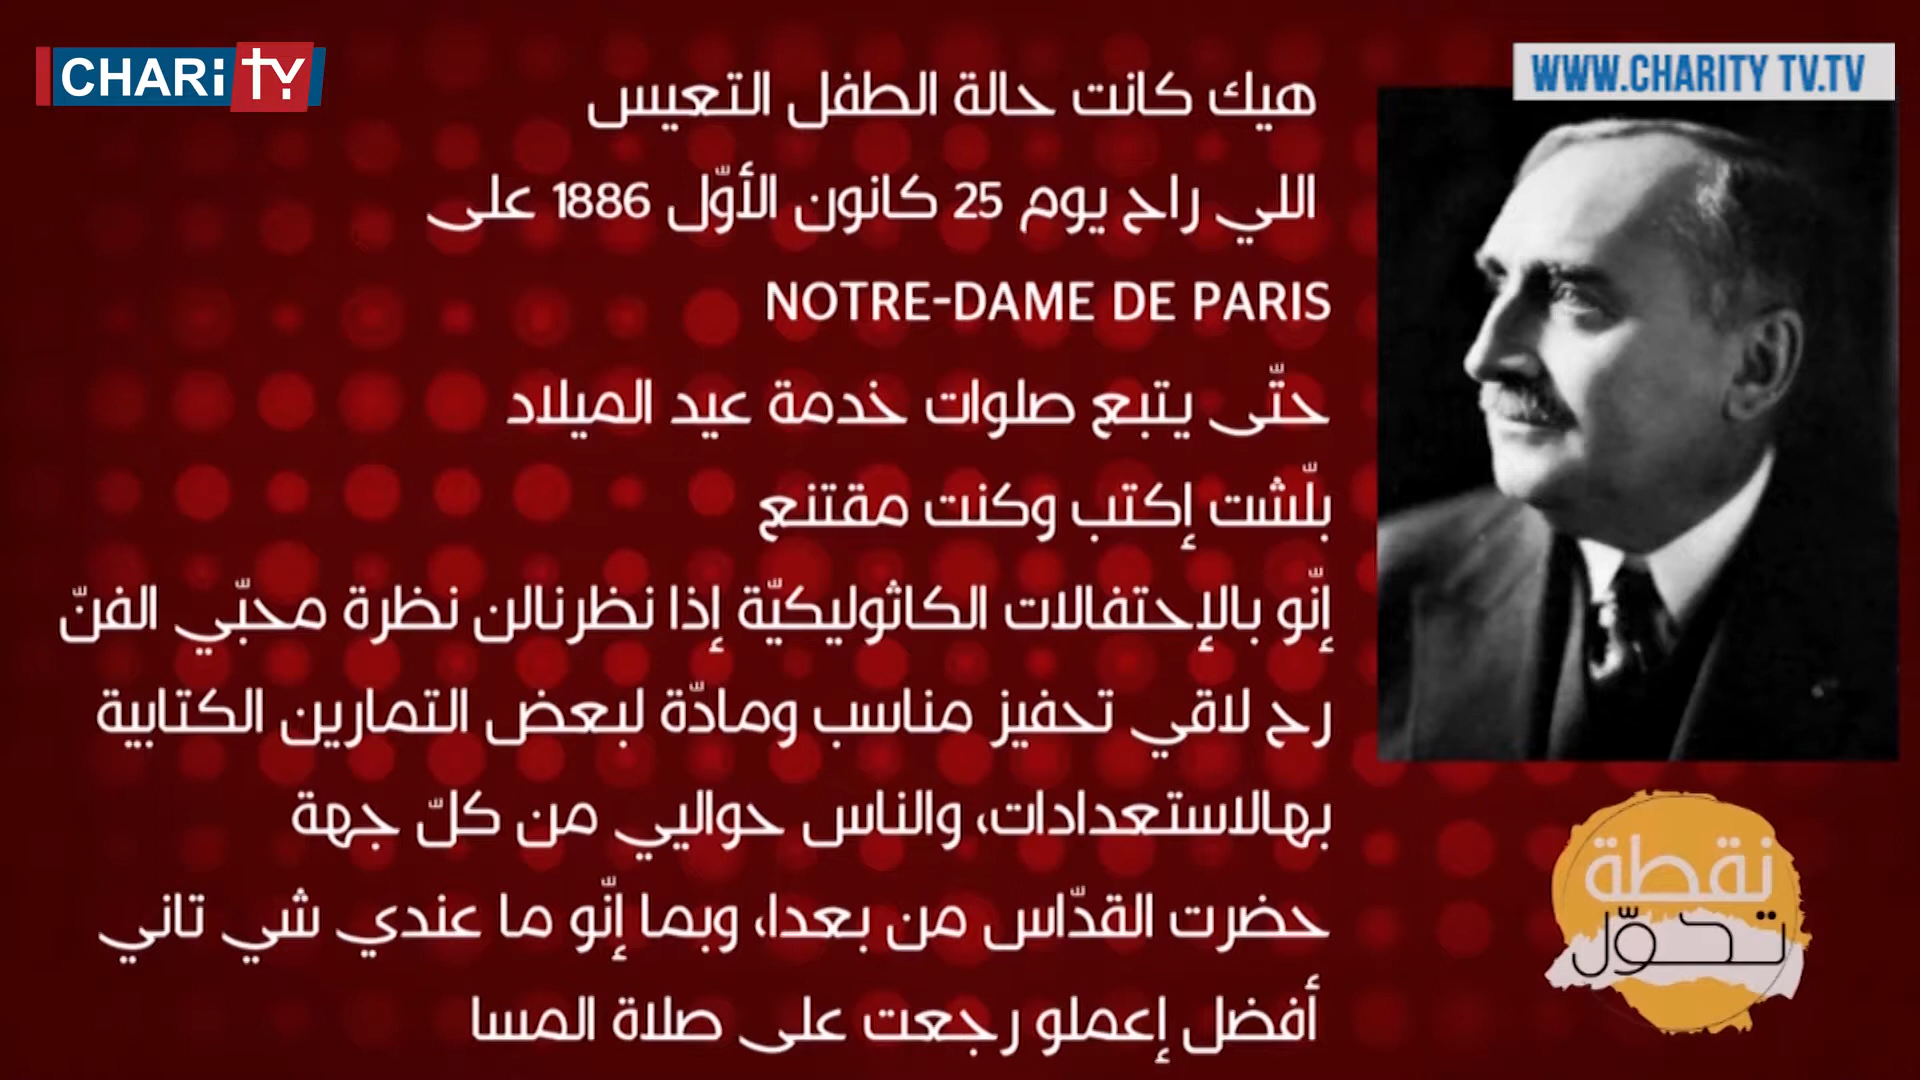 CHARiTY
WWW.CHARITY TV.TV
هيك كانت حالة الطفل التعيس
اللي راح يوم 25 كانون الأوّل 1886 على
NOTRE-DAME DE PARIS
حتّى يتبع صلوات خدمة عيد الميلاد
بلّشت إكتب وكنت مقتنع
إنّو بالإحتفالات الكاثوليكيّة إذا نظرنالن نظرة محبّي الفنّ
رح لاقي تحفيز مناسب ومادّة لبعض التمارين الكتابية
بهالاستعدادات، والناس حواليي من كلّ جهة
حضرت القدّاس من بعدا، وبما إنّو ما عندي شي تاني
أفضل إعملو رجعت على صلاة المسا
نقطة
تحوّل